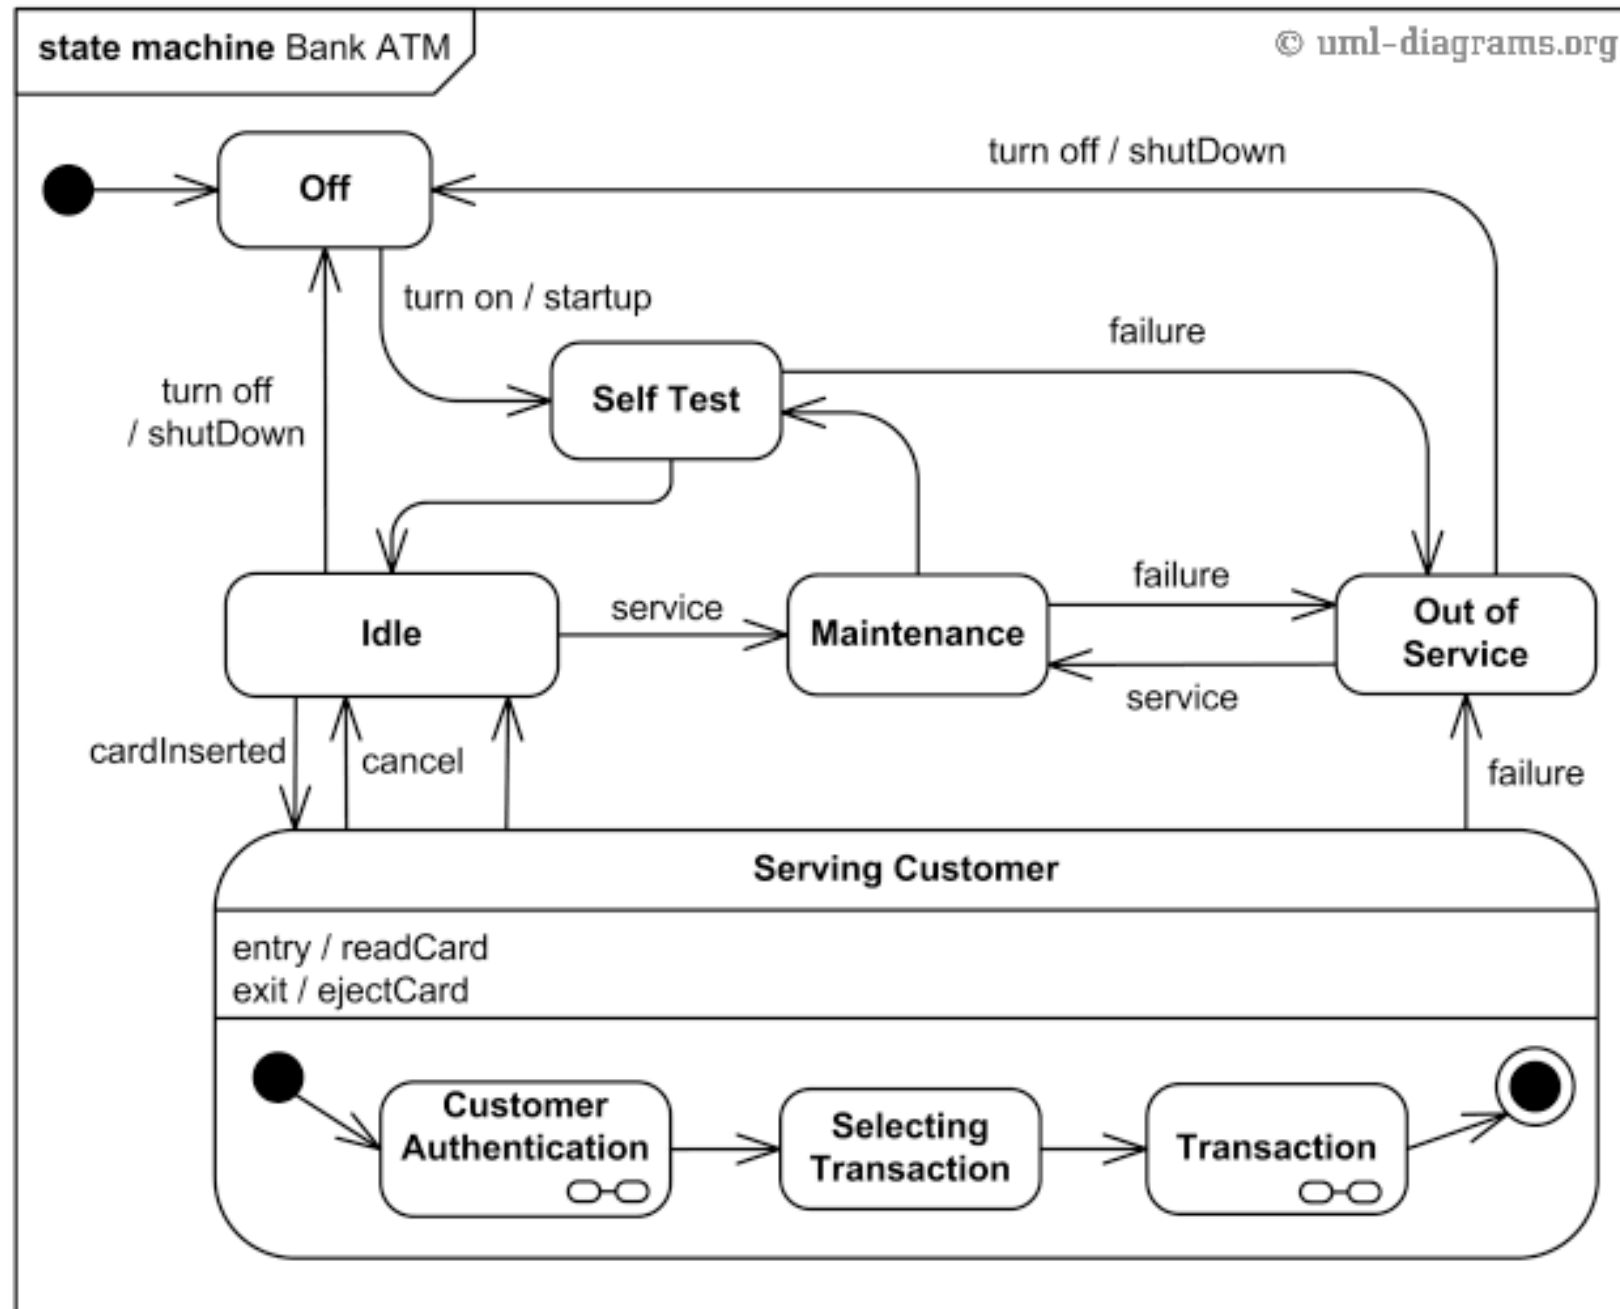 state machine Bank ATM
© uml-diagrams.org
turn off / shutDown
Off
turn on / startup
failure
turn off
/ shutDown
Self Test
Idle
service
Maintenance
failure
service
Out of
Service
cardInserted
cancel
failure
Serving Customer
entry / readCard
exit / ejectCard
Customer
Authentication
Selecting
Transaction
Transaction